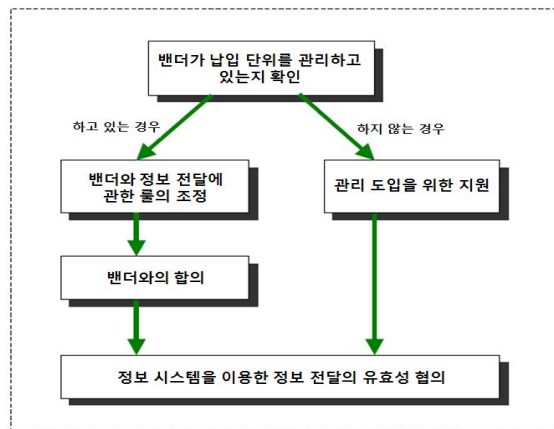 밴더가 납입 단위를 관리하고
있는지 확인
하고 있는 경우
하지 않는 경우
밴더와 정보 전달에
관한 룰의 조정
관리 도입을 위한 지원
밴더와의 합의
정보 시스템을 이용한 정보 전달의 유효성 협의